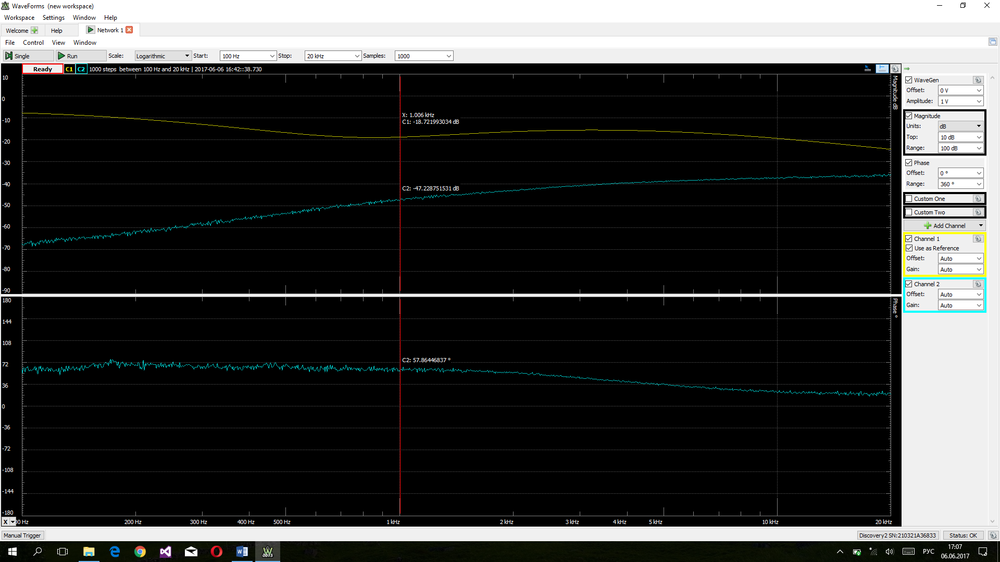 WaveForms (new workspace)
Workspace Settings Window Help
Welcome Help Network 1
File Control View Window
Single Run Scale: Logarithmic Start: 100 Hz Stop: 20 kHz Samples: 1000
Ready C1 C2 1000 steps between 100 Hz and 20 kHz | 2017-06-06 16:42::38.730
10
0
-10
-20
-30
-40
-50
-60
-70
-80
-90
X: 1.006 kHz
C1: -18.721993034 dB
C2: -47.228751531 dB
Magnitude dB
180
144
108
72
36
0
-36
-72
-108
-144
-180
C2: 57.86446837 °
Phase °
X 00 Hz 200 Hz 300 Hz 400 Hz 500 Hz 1 kHz 2 kHz 3 kHz 4 kHz 5 kHz 10 kHz 20 kHz
WaveGen
Offset: 0 V
Amplitude: 1 V
Magnitude
Units: dB
Top: 10 dB
Range: 100 dB
Phase
Offset: 0 °
Range: 360 °
Custom One
Custom Two
Add Channel
Channel 1
Use as Reference
Offset: Auto
Gain: Auto
Channel 2
Offset: Auto
Gain: Auto
Manual Trigger Discovery2 SN:210321A36833 Status: OK
W 2015 РУС 17:07
06.06.2017